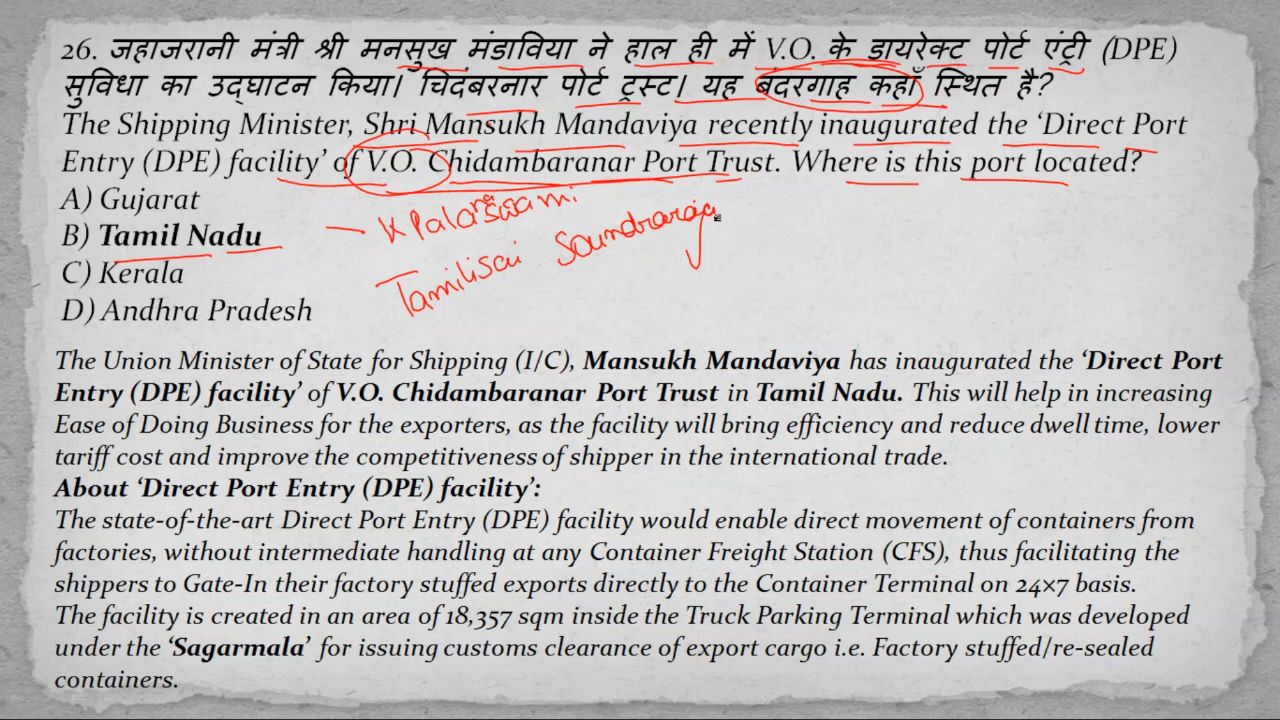 26. जहाजरानी मंत्री श्री मनसुख मंडाविया ने हाल ही में V.O. के डायरेक्ट पोर्ट एंट्री (DPE)
सुविधा का उद्घाटन किया। चिदंबरनार पोर्ट ट्रस्ट। यह बंदरगाह कहाँ स्थित है?
The Shipping Minister, Shri Mansukh Mandaviya recently inaugurated the ‘Direct Port
Entry (DPE) facility’ of V.O. Chidambaranar Port Trust. Where is this port located?
A) Gujarat
B) Tamil Nadu
C) Kerala
D) Andhra Pradesh
K Palaniswami
Tamilisai Soundraraja
The Union Minister of State for Shipping (I/C), Mansukh Mandaviya has inaugurated the ‘Direct Port
Entry (DPE) facility’ of V.O. Chidambaranar Port Trust in Tamil Nadu. This will help in increasing
Ease of Doing Business for the exporters, as the facility will bring efficiency and reduce dwell time, lower
tariff cost and improve the competitiveness of shipper in the international trade.
About ‘Direct Port Entry (DPE) facility’:
The state-of-the-art Direct Port Entry (DPE) facility would enable direct movement of containers from
factories, without intermediate handling at any Container Freight Station (CFS), thus facilitating the
shippers to Gate-In their factory stuffed exports directly to the Container Terminal on 24×7 basis.
The facility is created in an area of 18,357 sqm inside the Truck Parking Terminal which was developed
under the ‘Sagarmala’ for issuing customs clearance of export cargo i.e. Factory stuffed/re-sealed
containers.